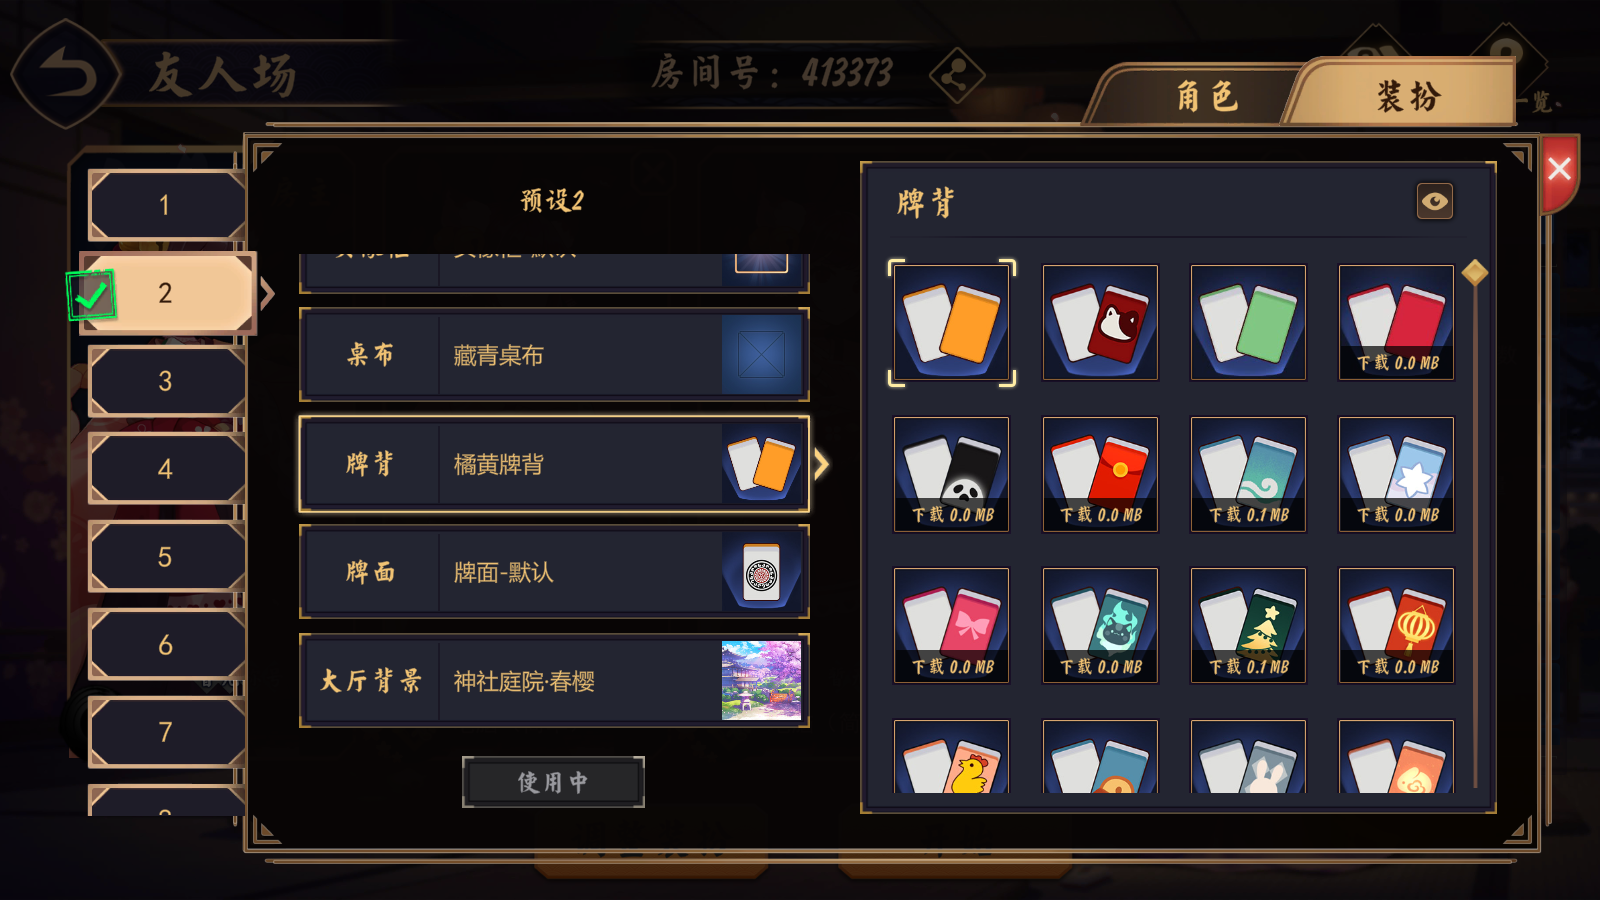 友人场
房间号：413373
角色
装扮
一览
1
2
3
4
5
6
7
预设2
桌布
藏青桌布
牌背
橘黄牌背
牌面
牌面-默认
大厅背景
神社庭院·春樱
使用中
牌背
下载 0.0 MB
下载 0.0 MB
下载 0.0 MB
下载 0.1 MB
下载 0.0 MB
下载 0.0 MB
下载 0.0 MB
下载 0.1 MB
下载 0.0 MB